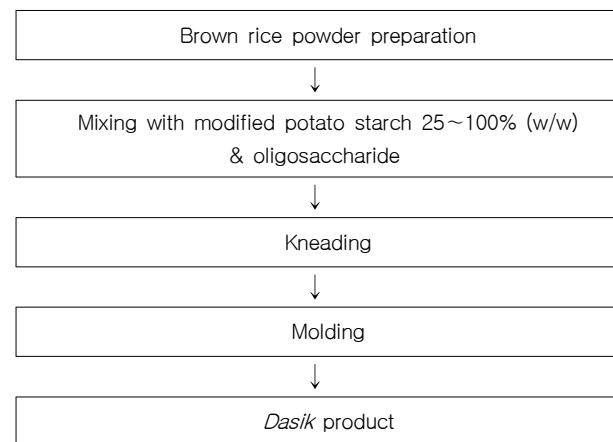 Brown rice powder preparation
Mixing with modified potato starch 25～100% (w/w)
& oligosaccharide
Kneading
Molding
Dasik product